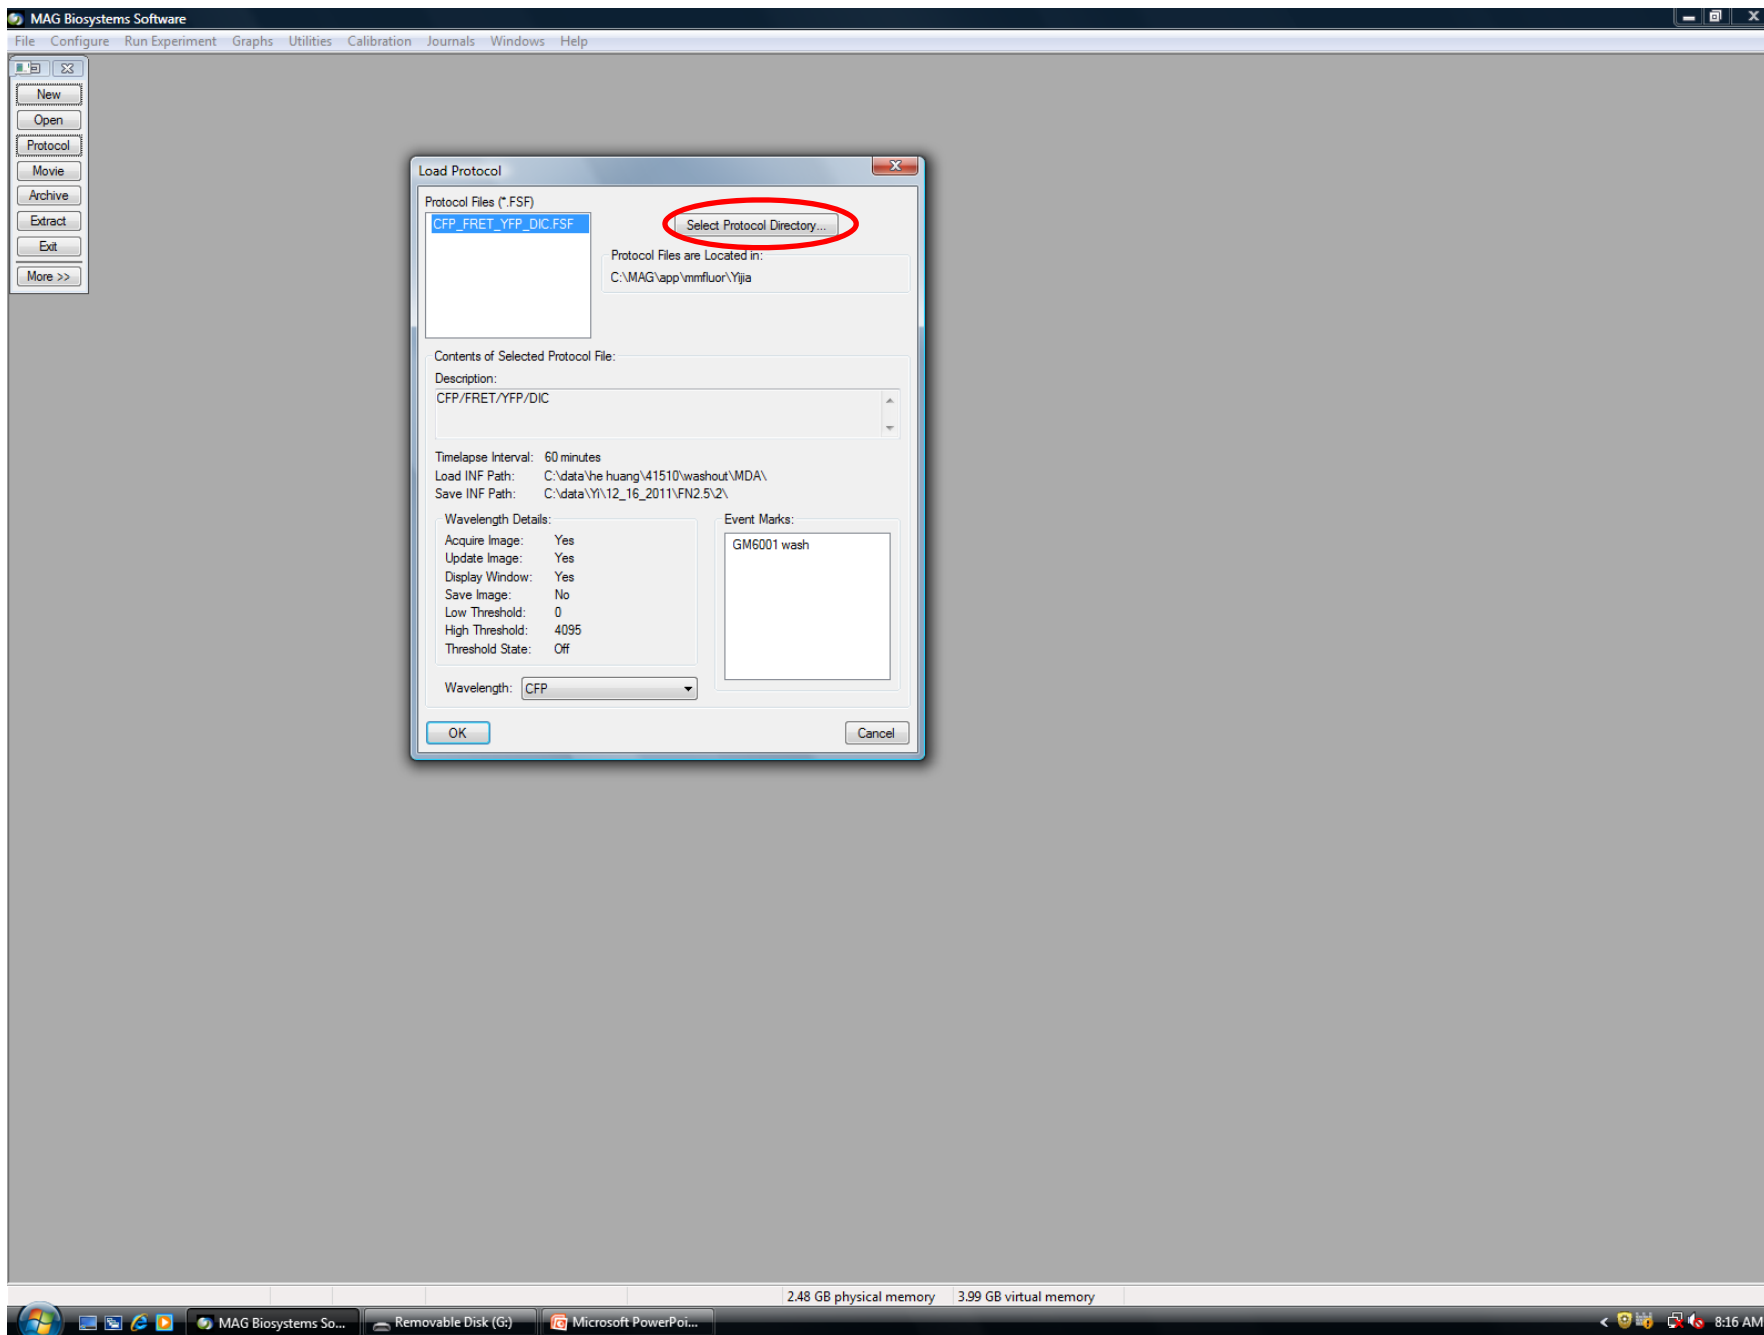 MAG Biosystems Software
File Configure Run Experiment Graphs Utilities Calibration Journals Windows Help
New
Open
Protocol
Movie
Archive
Extract
Exit
More >>
Load Protocol
Protocol Files (*.FSF)
CFP_FRET_YFP_DIC.FSF
Select Protocol Directory...
Protocol Files are Located in:
C:\MAG\app\mmfluor\Yijia
Contents of Selected Protocol File:
Description:
CFP/FRET/YFP/DIC
Timelapse Interval: 60 minutes
Load INF Path: C:\data\he huang\41510\washout\MDA\
Save INF Path: C:\data\Yi\12_16_2011\FN2.5\2\
Wavelength Details:
Acquire Image: Yes
Update Image: Yes
Display Window: Yes
Save Image: No
Low Threshold: 0
High Threshold: 4095
Threshold State: Off
Wavelength: CFP
Event Marks:
GM6001 wash
OK
Cancel
2.48 GB physical memory 3.99 GB virtual memory
MAG Biosystems So... Removable Disk (G:) Microsoft PowerPoi... 8:16 AM